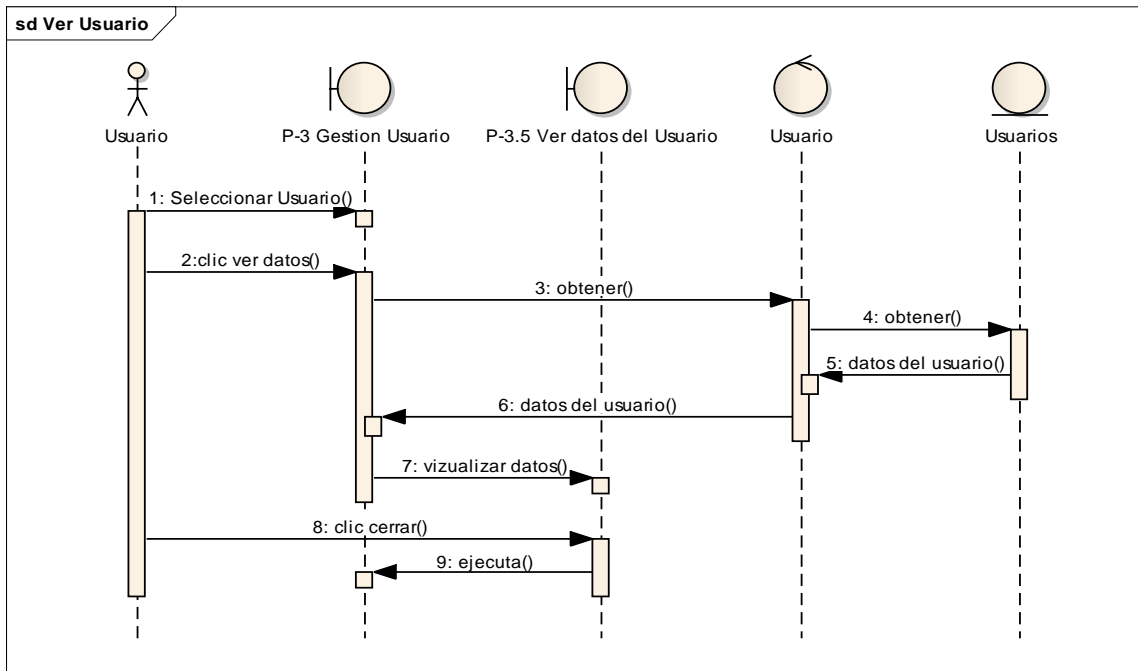 sd Ver Usuario
Usuario
P-3 Gestion Usuario
P-3.5 Ver datos del Usuario
Usuario
Usuarios
1: Seleccionar Usuario()
2:clic ver datos()
3: obtener()
4: obtener()
5: datos del usuario()
6: datos del usuario()
7: vizualizar datos()
8: clic cerrar()
9: ejecuta()